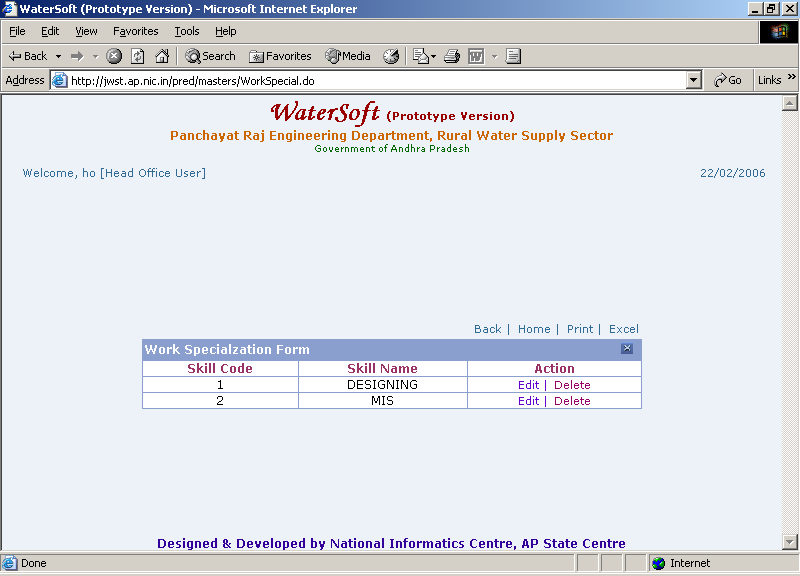 WaterSoft (Prototype Version) - Microsoft Internet Explorer
File Edit View Favorites Tools Help
Back Search Favorites Media
Address http://jwst.ap.nic.in/pred/masters/WorkSpecial.do Go Links »
WaterSoft (Prototype Version)
Panchayat Raj Engineering Department, Rural Water Supply Sector
Government of Andhra Pradesh
Welcome, ho [Head Office User] 22/02/2006
Back | Home | Print | Excel
Work Specialzation Form
Skill Code Skill Name Action
1 DESIGNING Edit | Delete
2 MIS Edit | Delete
Designed & Developed by National Informatics Centre, AP State Centre
Done Internet